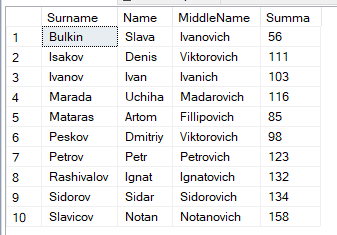 Surname Name MiddleName Summa
1 Bulkin Slava Ivanovich 56
2 Isakov Denis Viktorovich 111
3 Ivanov Ivan Ivanich 103
4 Marada Uchiha Madarovich 116
5 Mataras Artom Fillipovich 85
6 Peskov Dmitriy Viktorovich 98
7 Petrov Petr Petrovich 123
8 Rashivalov Ignat Ignatovich 132
9 Sidorov Sidar Sidorovich 134
10 Slavicov Notan Notanovich 158